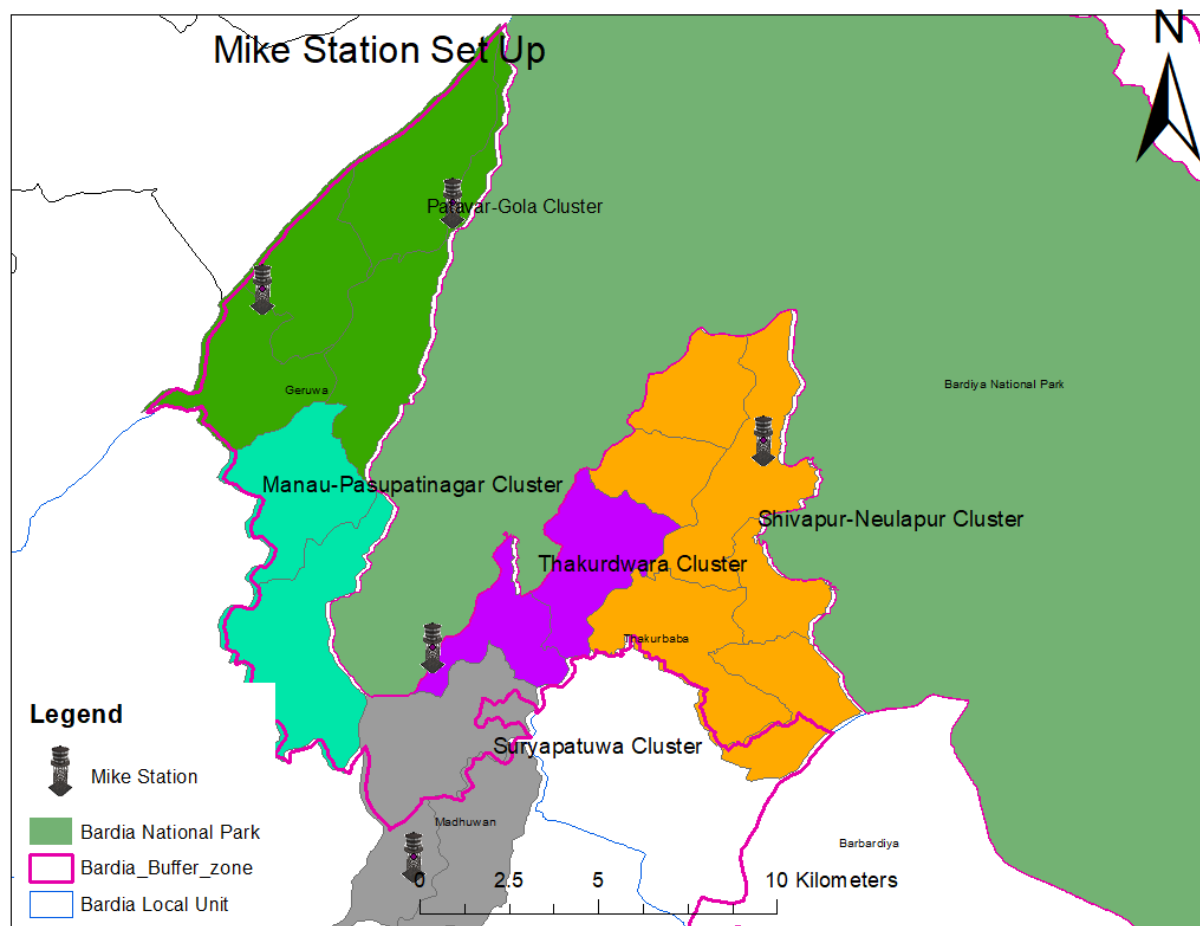 Mike Station Set Up
N
Patavar-Gola Cluster
Geruwa
Bardiya National Park
Manau-Pasupatinagar Cluster
Shivapur-Neulapur Cluster
Thakurdwara Cluster
Thakurbaba
Suryapatuwa Cluster
Madhuwan
Barbardiya
0 2.5 5 10 Kilometers
Legend
Mike Station
Bardia National Park
Bardia_Buffer_zone
Bardia Local Unit